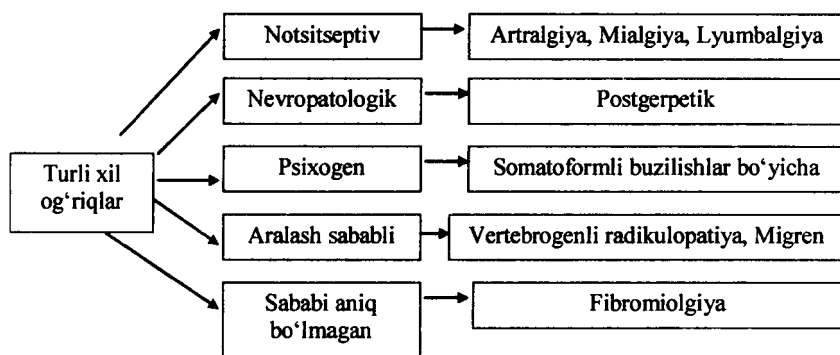 Notsitseptiv
Artralgiya, Mialgiya, Lyumbalgiya
Nevropatologik
Postgerpetik
Turli xil
og‘riqlar
Psixogen
Somatoformli buzilishlar bo‘yicha
Aralash sababli
Vertebrogenli radikulopatiya, Migren
Sababi aniq
bo‘lmagan
Fibromiolgiya